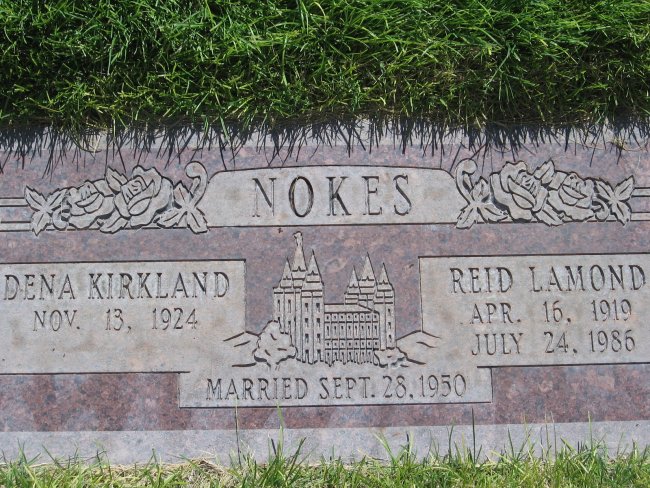 NOKES
DENA KIRKLAND
NOV. 13, 1924
REID LAMOND
APR. 16, 1919
JULY 24, 1986
MARRIED SEPT. 28, 1950